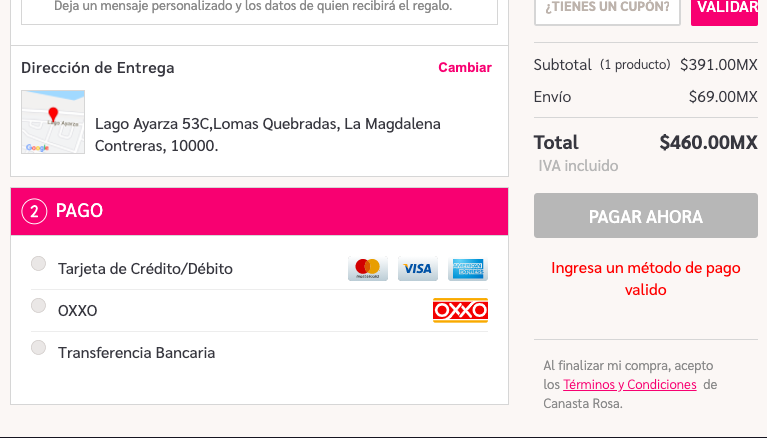 Deja un mensaje personalizado y los datos de quien recibirá el regalo.
Dirección de Entrega
Cambiar
Lago Ayarza
Google
Lago Ayarza 53C,Lomas Quebradas, La Magdalena
Contreras, 10000.
2 PAGO
Tarjeta de Crédito/Débito
VISA
OXXO
OXXO
Transferencia Bancaria
¿TIENES UN CUPÓN?
VALIDAR
Subtotal (1 producto) $391.00MX
Envío $69.00MX
Total $460.00MX
IVA incluido
PAGAR AHORA
Ingresa un método de pago
valido
Al finalizar mi compra, acepto
los Términos y Condiciones de
Canasta Rosa.